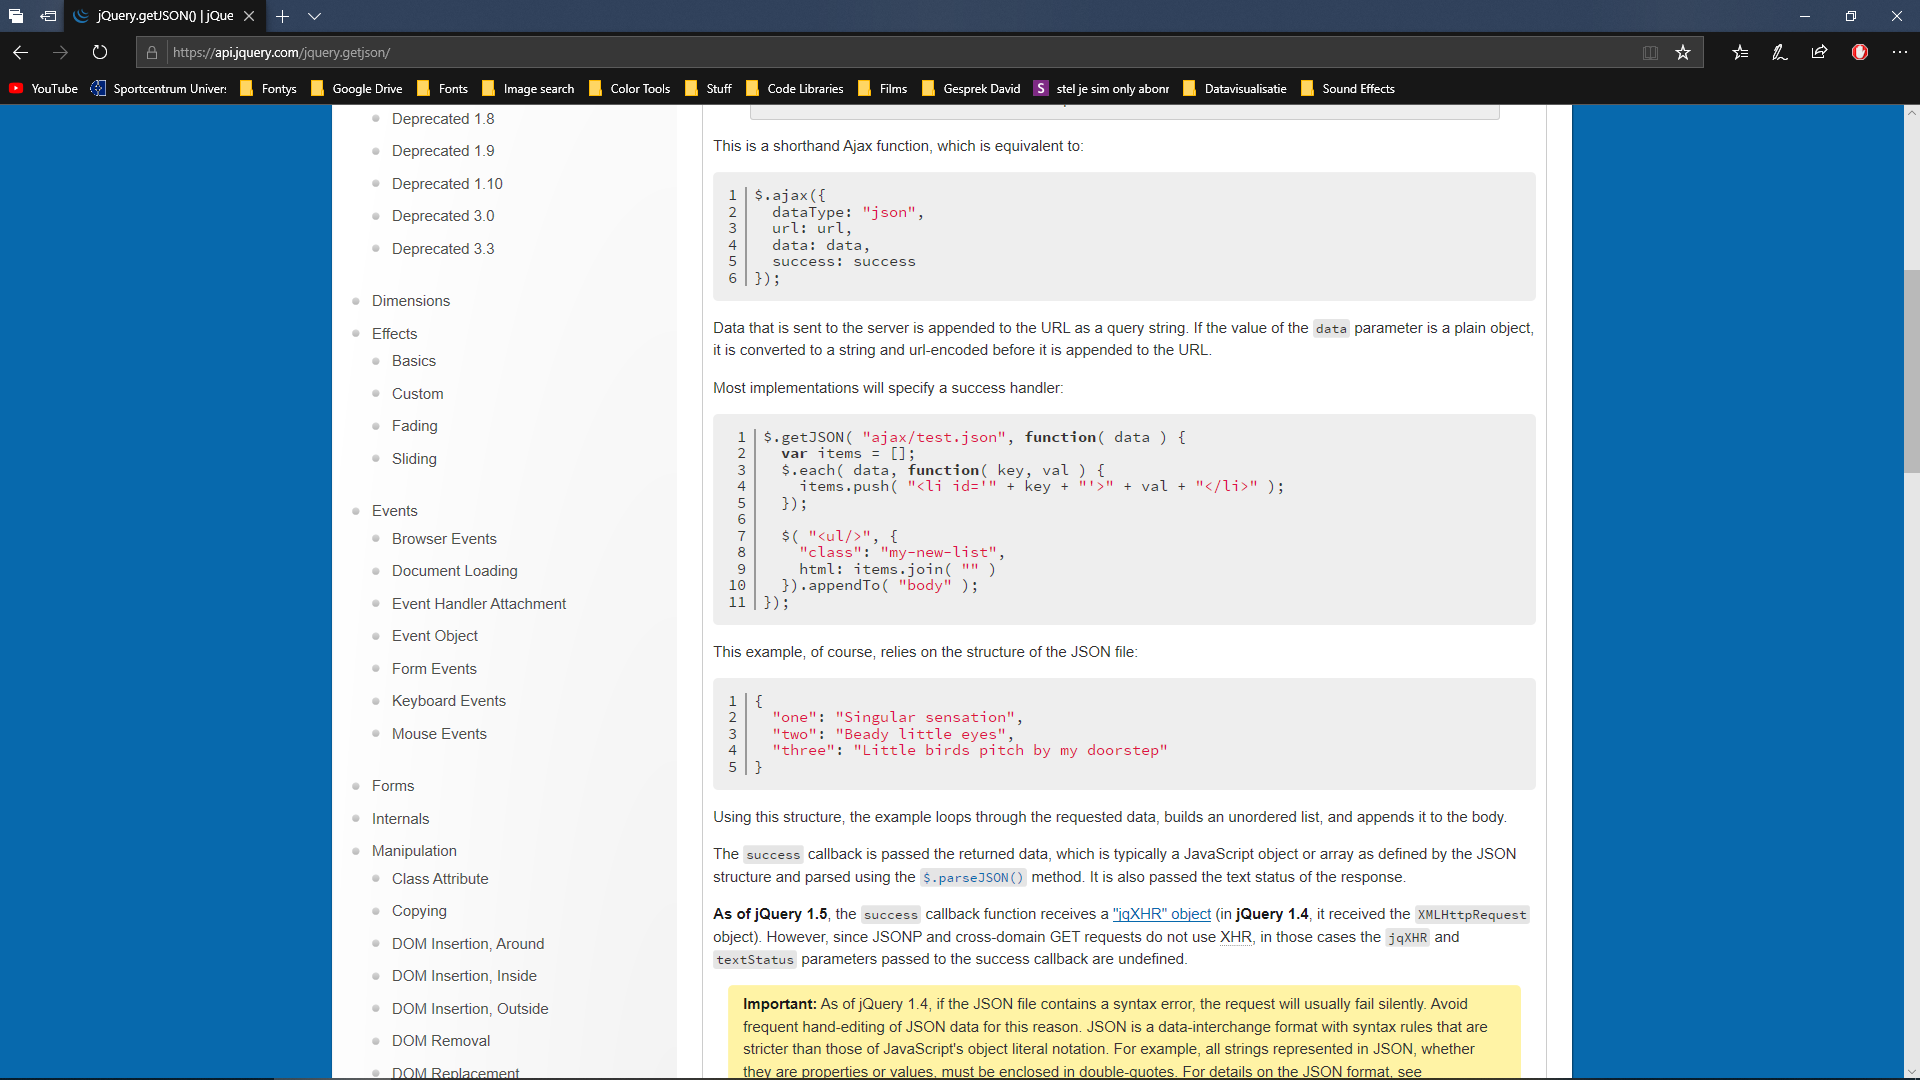 jQuery.getJSON() | jQue
https://api.jquery.com/jquery.getjson/
YouTube
Sportcentrum Univers
Fontys
Google Drive
Fonts
Image search
Color Tools
Stuff
Code Libraries
Films
Gesprek David
S
stel je sim only abonn
Datavisualisatie
Sound Effects
Deprecated 1.8
Deprecated 1.9
Deprecated 1.10
Deprecated 3.0
Deprecated 3.3
Dimensions
Effects
Basics
Custom
Fading
Sliding
Events
Browser Events
Document Loading
Event Handler Attachment
Event Object
Form Events
Keyboard Events
Mouse Events
Forms
Internals
Manipulation
Class Attribute
Copying
DOM Insertion, Around
DOM Insertion, Inside
DOM Insertion, Outside
DOM Removal
DOM Replacement
This is a shorthand Ajax function, which is equivalent to:
1 $.ajax({
2   dataType: "json",
3   url: url,
4   data: data,
5   success: success
6 });
Data that is sent to the server is appended to the URL as a query string. If the value of the data parameter is a plain object,
it is converted to a string and url-encoded before it is appended to the URL.
Most implementations will specify a success handler:
1 $.getJSON( "ajax/test.json", function( data ) {
2   var items = [];
3   $.each( data, function( key, val ) {
4     items.push( "<li id='" + key + "'>" + val + "</li>" );
5   });
6
7   $( "<ul/>", {
8     "class": "my-new-list",
9     html: items.join( "" )
10   }).appendTo( "body" );
11 });
This example, of course, relies on the structure of the JSON file:
1 {
2   "one": "Singular sensation",
3   "two": "Beady little eyes",
4   "three": "Little birds pitch by my doorstep"
5 }
Using this structure, the example loops through the requested data, builds an unordered list, and appends it to the body.
The success callback is passed the returned data, which is typically a JavaScript object or array as defined by the JSON
structure and parsed using the $.parseJSON() method. It is also passed the text status of the response.
As of jQuery 1.5, the success callback function receives a "jqXHR" object (in jQuery 1.4, it received the XMLHttpRequest
object). However, since JSONP and cross-domain GET requests do not use XHR, in those cases the jqXHR and
textStatus parameters passed to the success callback are undefined.
Important: As of jQuery 1.4, if the JSON file contains a syntax error, the request will usually fail silently. Avoid
frequent hand-editing of JSON data for this reason. JSON is a data-interchange format with syntax rules that are
stricter than those of JavaScript's object literal notation. For example, all strings represented in JSON, whether
they are properties or values, must be enclosed in double-quotes. For details on the JSON format, see